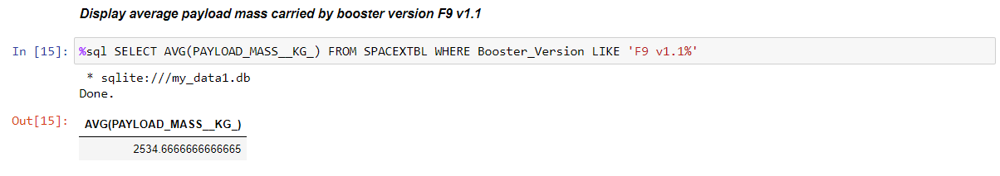 Display average payload mass carried by booster version F9 v1.1
In [15]: %sql SELECT AVG(PAYLOAD_MASS__KG_) FROM SPACEXTBL WHERE Booster_Version LIKE 'F9 v1.1%'
* sqlite:///my_data1.db
Done.
Out[15]: AVG(PAYLOAD_MASS__KG_)
2534.6666666666665